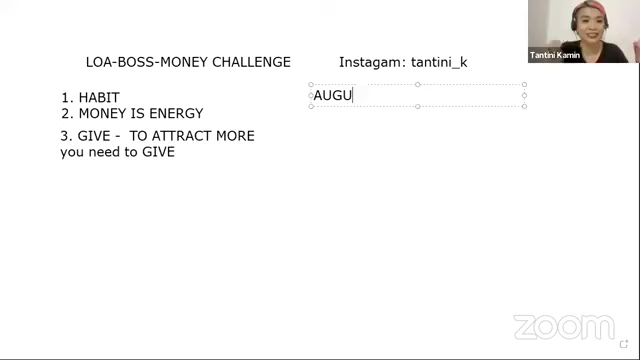 LOA-BOSS-MONEY CHALLENGE
Instagam: tantini_k
1. HABIT
2. MONEY IS ENERGY
3. GIVE - TO ATTRACT MORE
you need to GIVE
AUGU
Tantini Kamin
zoom